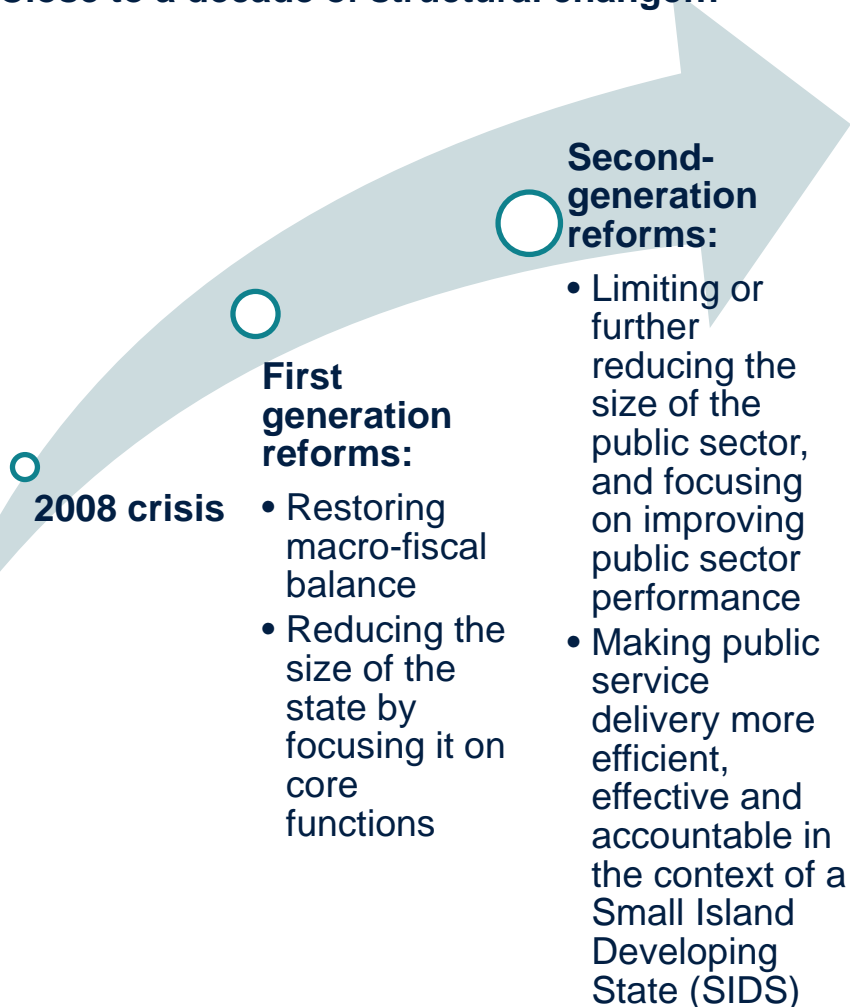 2008 crisis
First
generation
reforms:
• Restoring
macro-fiscal
balance
• Reducing the
size of the
state by
focusing it on
core
functions
Second-
generation
reforms:
• Limiting or
further
reducing the
size of the
public sector,
and focusing
on improving
public sector
performance
• Making public
service
delivery more
efficient,
effective and
accountable in
the context of a
Small Island
Developing
State (SIDS)